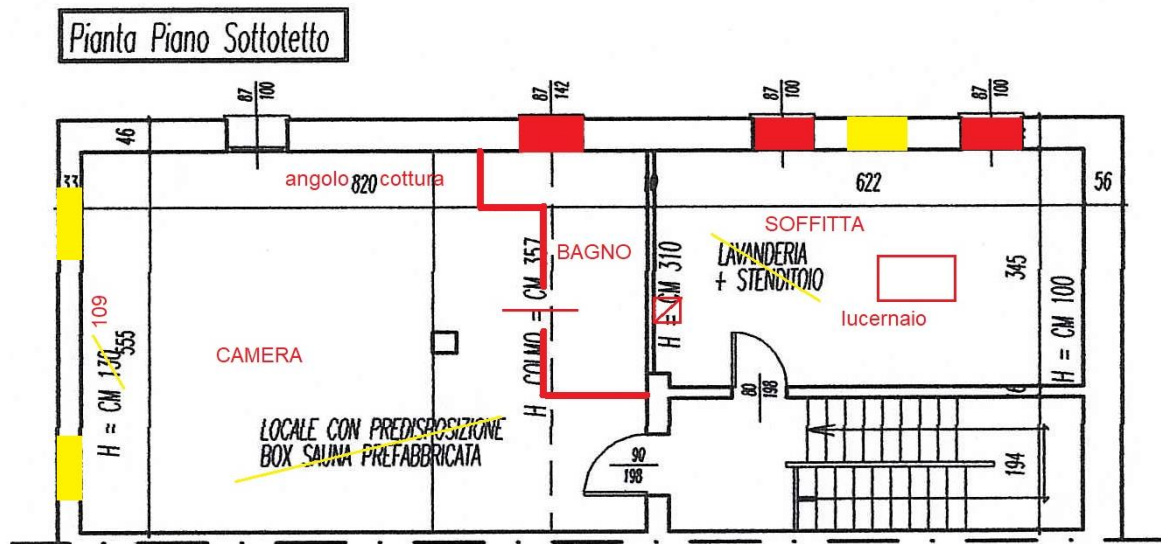 Pianta Piano Sottotetto
87
100
87
142
87
100
87
100
46
33
angolo cottura
820
622
56
SOFFITTA
BAGNO
LAVANDERIA
+ STENDITOIO
lucernaio
H COLMO = CM 357
H = CM 310
345
H = CM 100
109
H = CM 130
555
CAMERA
80
198
LOCALE CON PREDISPOSIZIONE
BOX SAUNA PREFABBRICATA
90
198
194